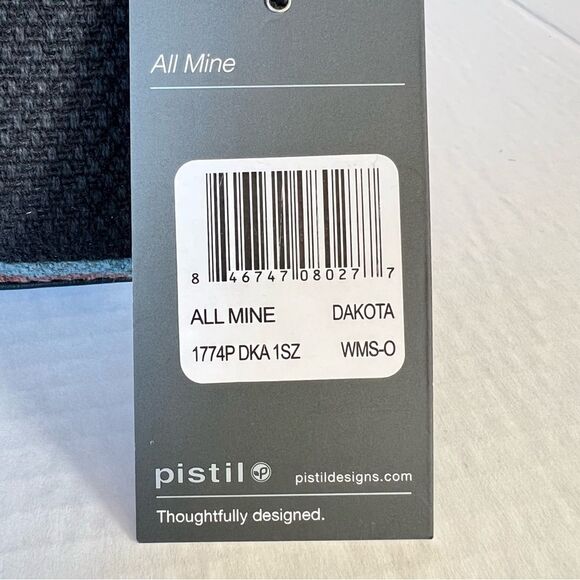 All Mine
8 46747 08027 7
ALL MINE DAKOTA
1774P DKA 1SZ WMS-O
pistil pistildesigns.com
Thoughtfully designed.